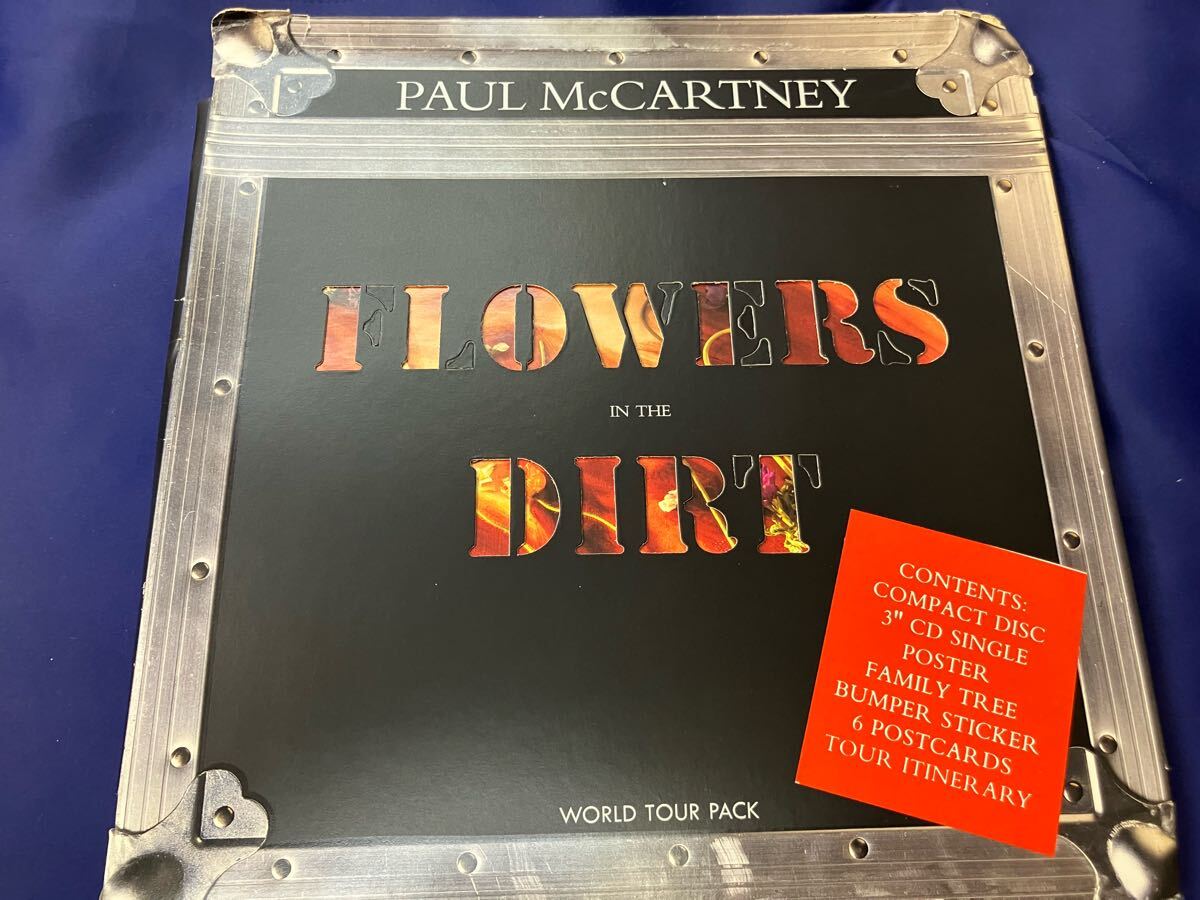 PAUL McCARTNEY
FLOWERS
IN THE
DIRT
CONTENTS:
COMPACT DISC
3" CD SINGLE
POSTER
FAMILY TREE
BUMPER STICKER
6 POSTCARDS
TOUR ITINERARY
WORLD TOUR PACK